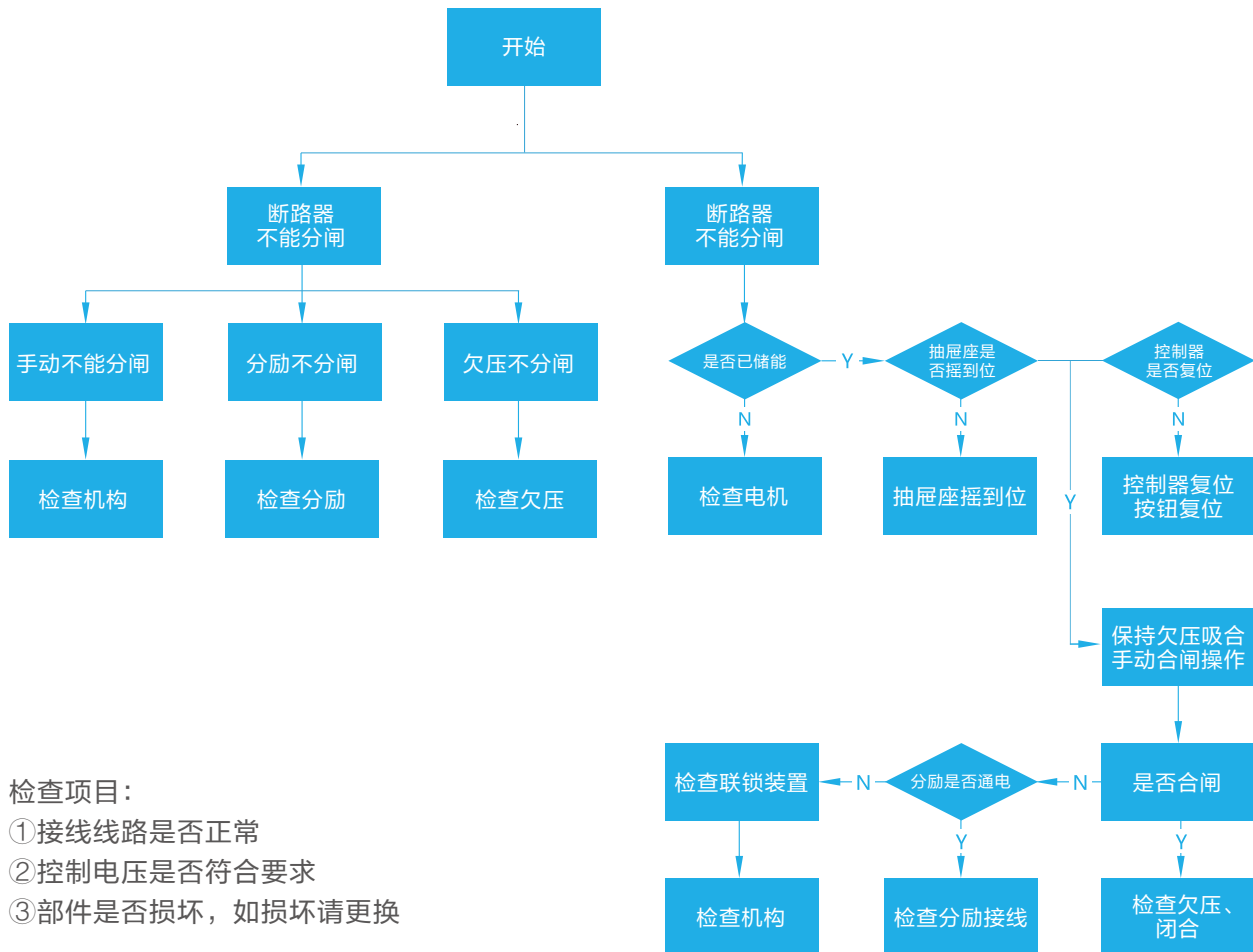 开始
断路器
不能分闸
断路器
不能分闸
手动不能分闸
分励不分闸
欠压不分闸
是否已储能
Y
抽屉座是
否摇到位
控制器
是否复位
N
N
N
检查机构
检查分励
检查欠压
检查电机
抽屉座摇到位
Y
控制器复位
按钮复位
保持欠压吸合
手动合闸操作
检查联锁装置
N
分励是否通电
N
是否合闸
Y
Y
检查机构
检查分励接线
检查欠压、
闭合
检查项目：
①接线线路是否正常
②控制电压是否符合要求
③部件是否损坏，如损坏请更换